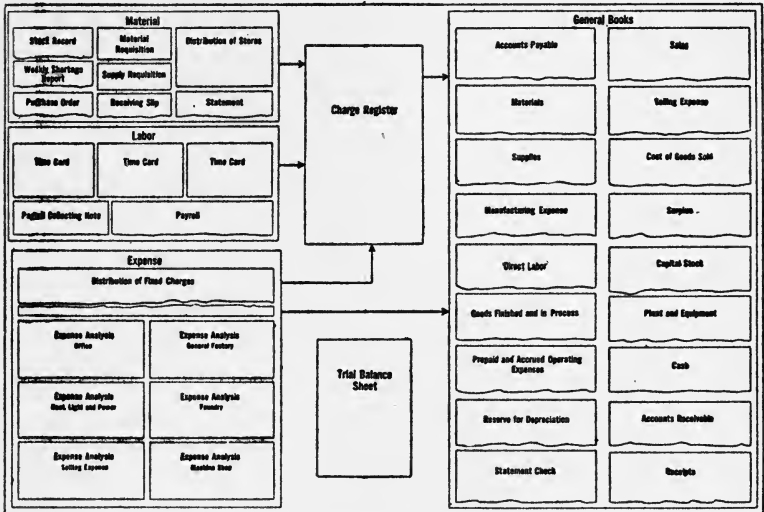 Material
Stock Record
Material
Requisition
Distribution of Stores
Weekly Shortage
Report
Supply Requisition
Purchase Order
Receiving Slip
Statement
Labor
Time Card
Time Card
Time Card
Payroll Collecting Note
Payroll
Expense
Distribution of Fixed Charges
Expense Analysis
Office
Expense Analysis
General Factory
Expense Analysis
Heat, Light and Power
Expense Analysis
Foundry
Expense Analysis
Selling Expense
Expense Analysis
Machine Shop
Charge Register
Trial Balance
Sheet
General Books
Accounts Payable
Sales
Materials
Selling Expense
Supplies
Cost of Goods Sold
Manufacturing Expense
Surplus
Direct Labor
Capital Stock
Goods Finished and in Process
Plant and Equipment
Prepaid and Accrued Operating
Expenses
Cash
Reserve for Depreciation
Accounts Receivable
Statement Check
Receipts